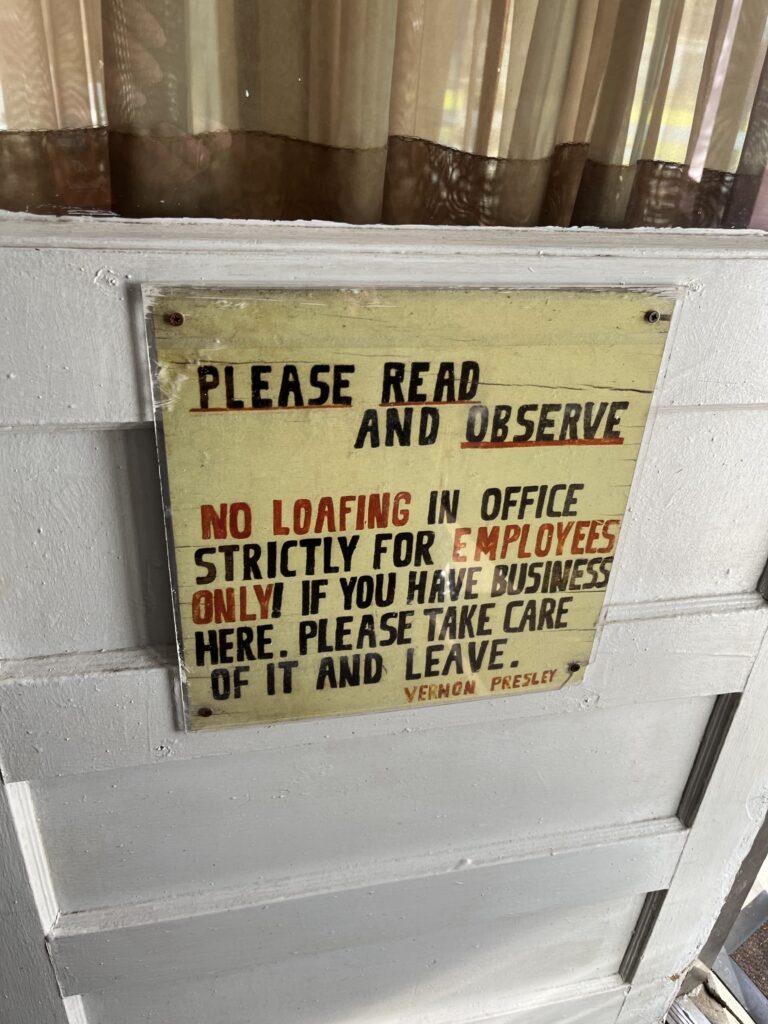 PLEASE READ
AND OBSERVE
NO LOAFING IN OFFICE
STRICTLY FOR EMPLOYEES
ONLY! IF YOU HAVE BUSINESS
HERE. PLEASE TAKE CARE
OF IT AND LEAVE.
VERNON PRESLEY